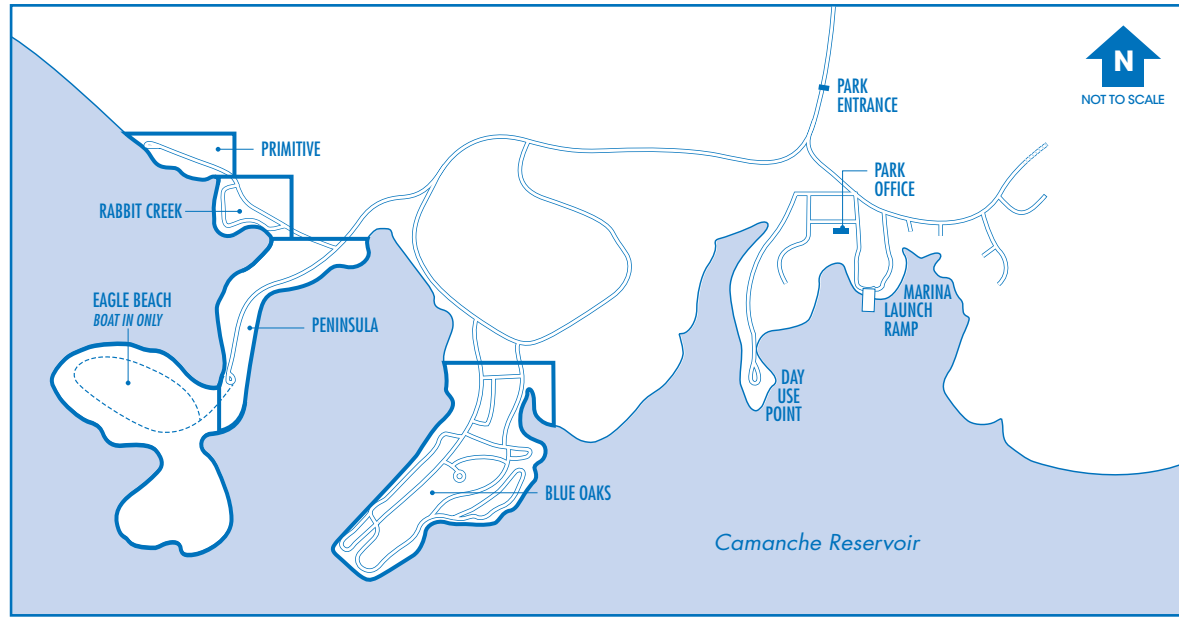 N
NOT TO SCALE
PARK
ENTRANCE
PRIMITIVE
PARK
OFFICE
RABBIT CREEK
EAGLE BEACH
BOAT IN ONLY
PENINSULA
MARINA
LAUNCH
RAMP
DAY
USE
POINT
BLUE OAKS
Camanche Reservoir